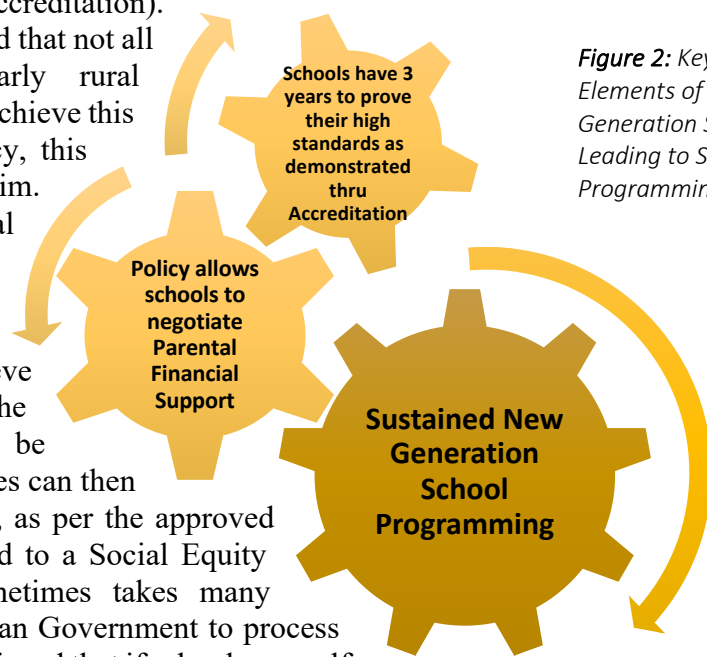 ccreditation).
d that not all
arly rural
chieve this
cy, this
im.
al
eve
he
be
es can then
, as per the approved
d to a Social Equity
netimes takes many
an Government to process
Schools have 3
years to prove
their high
standards as
demonstrated
thru
Accreditation
Policy allows
schools to
negotiate
Parental
Financial
Support
Sustained New
Generation
School
Programming
Figure 2: Key
Elements of
Generation S
Leading to S
Programmin